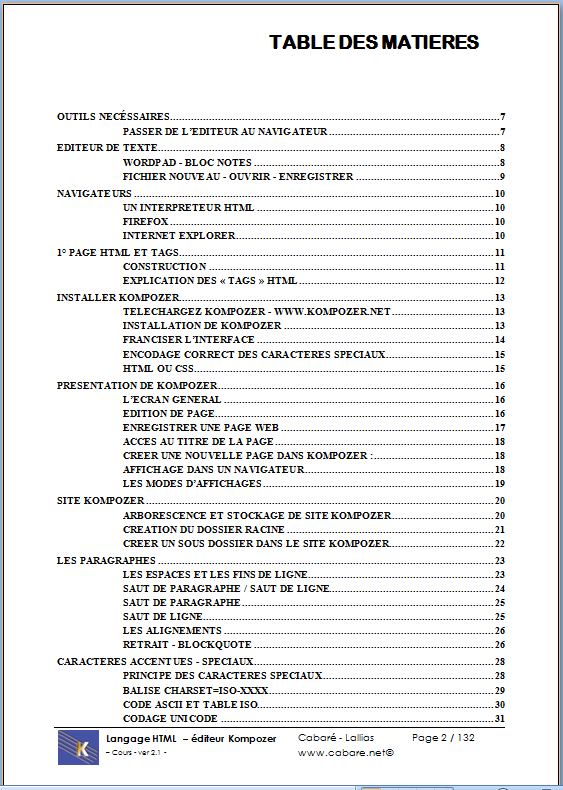 TABLE DES MATIERES
OUTILS NECÉSSAIRES....................7
PASSER DE L'EDITEUR AU NAVIGATEUR....................7
EDITEUR DE TEXTE....................8
WORDPAD - BLOC NOTES....................8
FICHIER NOUVEAU - OUVRIR - ENREGISTRER....................9
NAVIGATEURS....................10
UN INTERPRETEUR HTML....................10
FIREFOX....................10
INTERNET EXPLORER....................10
1° PAGE HTML ET TAGS....................11
CONSTRUCTION....................11
EXPLICATION DES « TAGS » HTML....................12
INSTALLER KOMPOZER....................13
TELECHARGEZ KOMPOZER - WWW.KOMPOZER.NET....................13
INSTALLATION DE KOMPOZER....................13
FRANCISER L'INTERFACE....................14
ENCODAGE CORRECT DES CARACTERES SPECIAUX....................15
HTML OU CSS....................15
PRESENTATION DE KOMPOZER....................16
L'ECRAN GENERAL....................16
EDITION DE PAGE....................16
ENREGISTRER UNE PAGE WEB....................17
ACCES AU TITRE DE LA PAGE....................18
CREER UNE NOUVELLE PAGE DANS KOMPOZER :....................18
AFFICHAGE DANS UN NAVIGATEUR....................18
LES MODES D'AFFICHAGES....................19
SITE KOMPOZER....................20
ARBORESCENCE ET STOCKAGE DE SITE KOMPOZER....................20
CREATION DU DOSSIER RACINE....................21
CREER UN SOUS DOSSIER DANS LE SITE KOMPOZER....................22
LES PARAGRAPHES....................23
LES ESPACES ET LES FINS DE LIGNE....................23
SAUT DE PARAGRAPHE / SAUT DE LIGNE....................24
SAUT DE PARAGRAPHE....................25
SAUT DE LIGNE....................25
LES ALIGNEMENTS....................26
RETRAIT - BLOCKQUOTE....................26
CARACTERES ACCENTUES - SPECIAUX....................28
PRINCIPE DES CARACTERES SPECIAUX....................28
BALISE CHARSET=ISO-XXXX....................29
CODE ASCII ET TABLE ISO....................30
CODAGE UNICODE....................31
K
Langage HTML – éditeur Kompozer Cabaré - Lallias Page 2 / 132
– Cours - ver 2.1 - www.cabare.net©